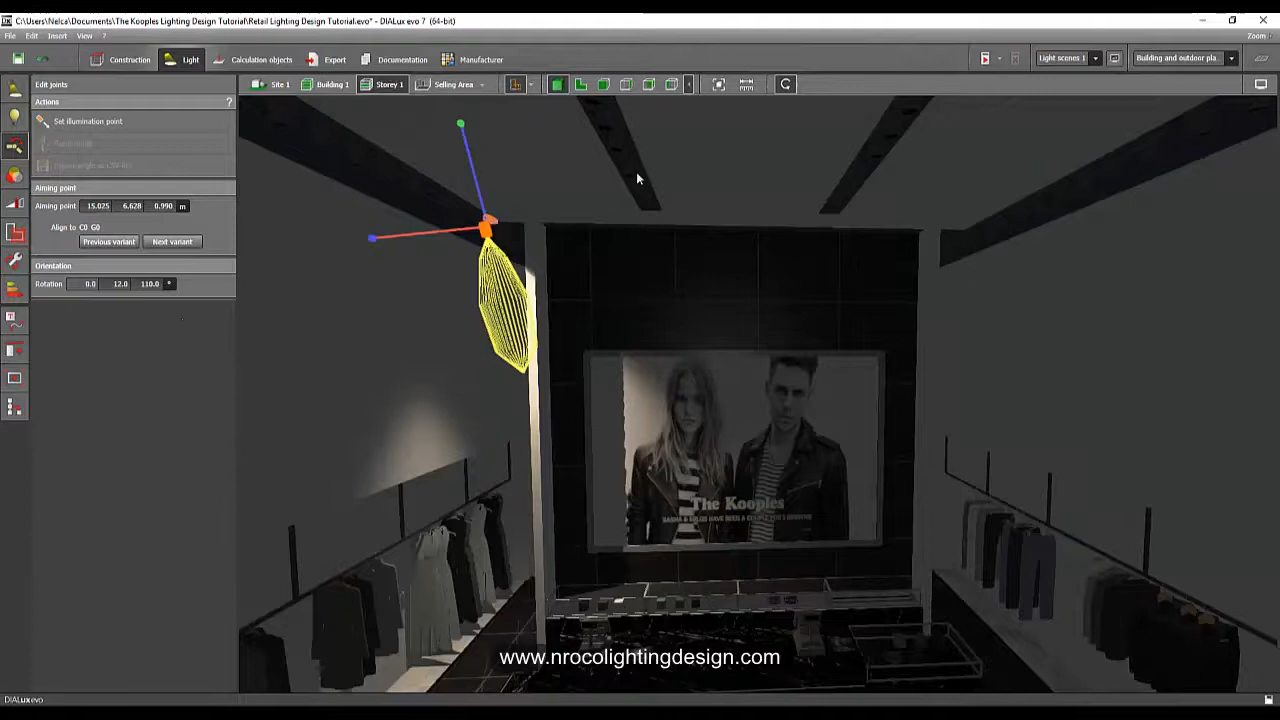 C:\Users\Nelca\Documents\The Kooples Lighting Design Tutorial\Retail Lighting Design Tutorial.evo* - DIALux evo 7 (64-bit)
File Edit Insert View ? Zoom
Construction Light Calculation objects Export Documentation Manufacturer Light scenes 1 Building and outdoor pla...
Edit joints Site 1 Building 1 Storey 1 Selling Area
Actions ?
Set illumination point
Aiming point
Aiming point 15.025 6.628 0.990 m
Align to C0 G0
Previous variant Next variant
Orientation
Rotation 0.0 12.0 110.0 °
The Kooples
www.nrocolightingdesign.com
DIALux evo